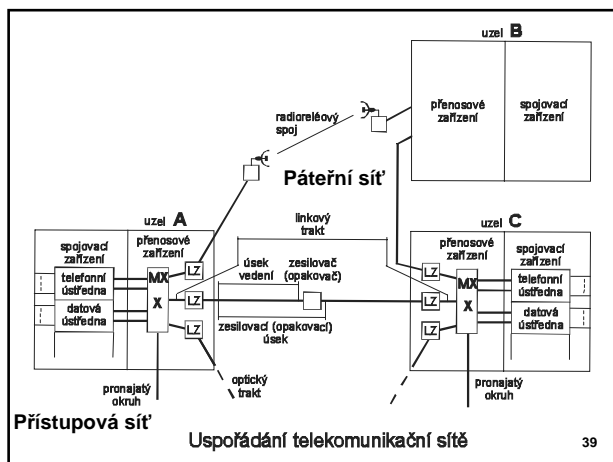 uzel B
přenosové
zařízení
spojovací
zařízení
radioreléový
spoj
Páteřní síť
uzel A
spojovací
zařízení
přenosové
zařízení
telefonní
ústředna
datová
ústředna
MX
X
LZ
LZ
LZ
linkový
trakt
úsek
vedení
zesilovač
(opakovač)
zesilovací (opakovací)
úsek
uzel C
přenosové
zařízení
spojovací
zařízení
LZ
LZ
LZ
MX
X
telefonní
ústředna
datová
ústředna
pronajatý
okruh
optický
trakt
pronajatý
okruh
Přístupová síť
Uspořádání telekomunikační sítě
39